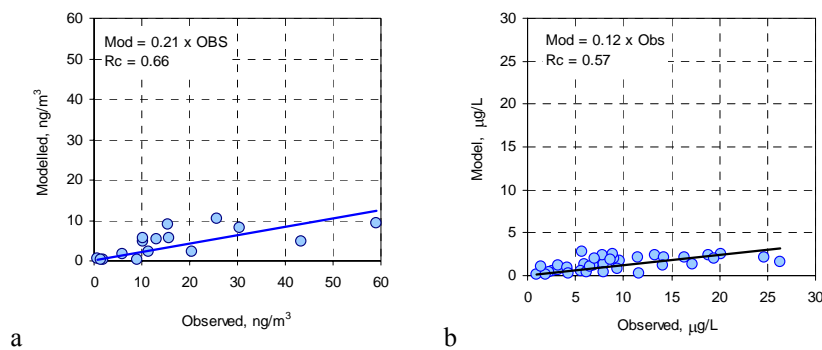 Mod = 0.21 x OBS
Rc = 0.66
60
50
40
30
20
10
0
Modelled, ng/m³
0 10 20 30 40 50 60
Observed, ng/m³
a
Mod = 0.12 x Obs
Rc = 0.57
30
25
20
15
10
5
0
Model, µg/L
0 5 10 15 20 25 30
Observed, µg/L
b